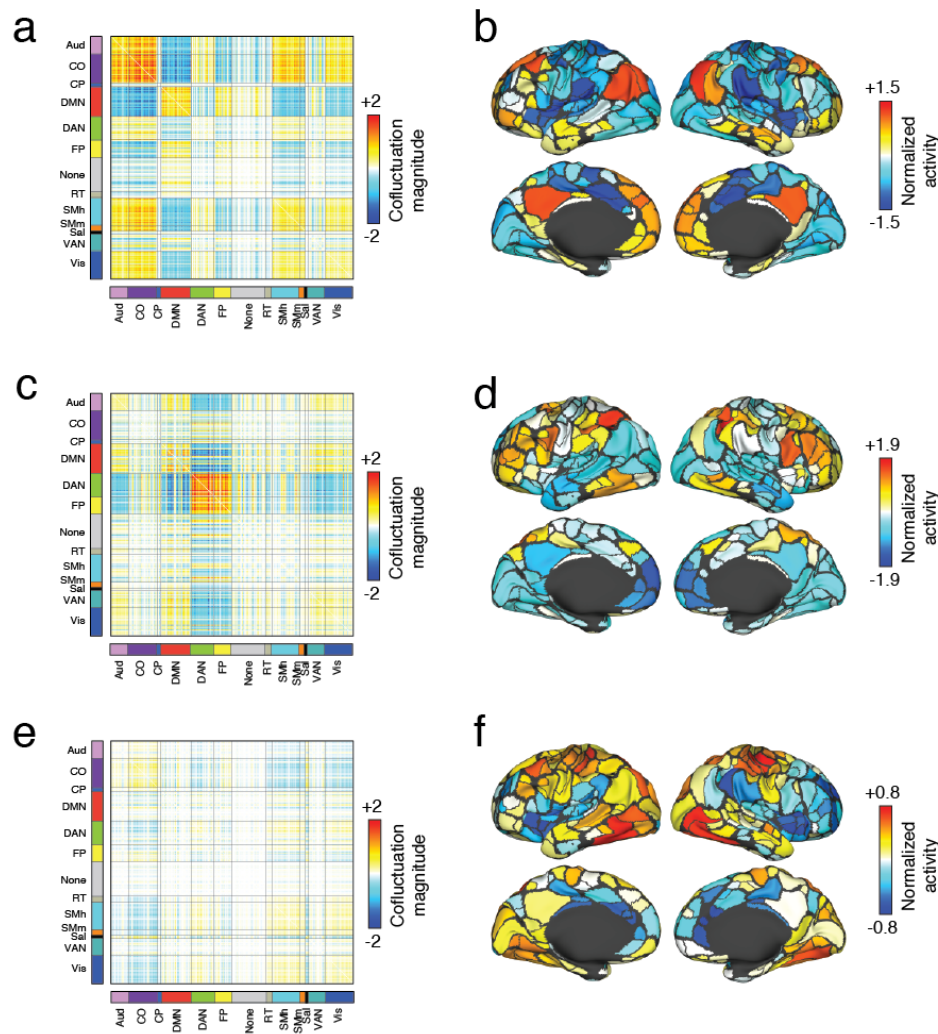 a
Aud
CO
CP
DMN
DAN
FP
None
RT
SMh
SMm
Sal
VAN
Vis
Aud
CO
CP
DMN
DAN
FP
None
RT
SMh
SMm
Sal
VAN
Vis
+2
-2
Cofluctuation
magnitude
b
+1.5
-1.5
Normalized
activity
c
Aud
CO
CP
DMN
DAN
FP
None
RT
SMh
SMm
Sal
VAN
Vis
Aud
CO
CP
DMN
DAN
FP
None
RT
SMh
SMm
Sal
VAN
Vis
+2
-2
Cofluctuation
magnitude
d
+1.9
-1.9
Normalized
activity
e
Aud
CO
CP
DMN
DAN
FP
None
RT
SMh
SMm
Sal
VAN
Vis
Aud
CO
CP
DMN
DAN
FP
None
RT
SMh
SMm
Sal
VAN
Vis
+2
-2
Cofluctuation
magnitude
f
+0.8
-0.8
Normalized
activity